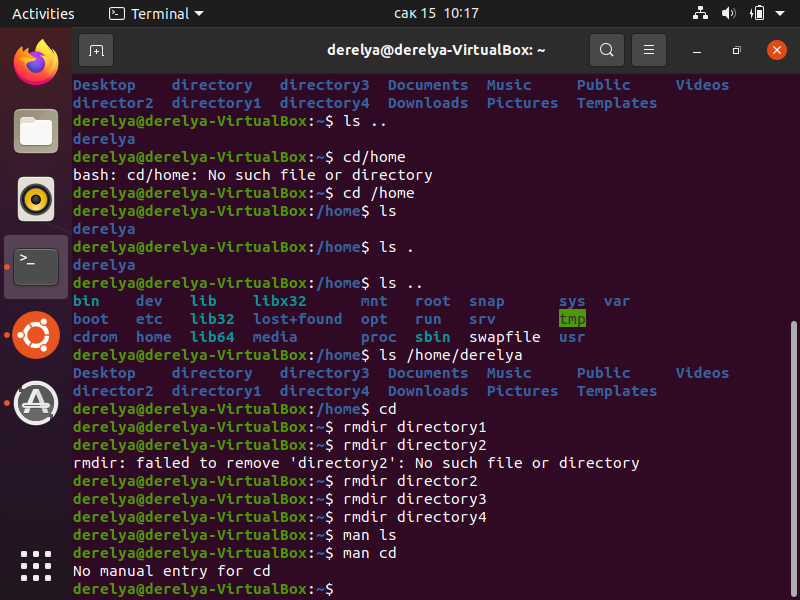 Activities Terminal сак 15 10:17
derelya@derelya-VirtualBox: ~
Desktop directory directory3 Documents Music Public Videos
director2 directory1 directory4 Downloads Pictures Templates
derelya@derelya-VirtualBox:~$ ls ..
derelya
derelya@derelya-VirtualBox:~$ cd/home
bash: cd/home: No such file or directory
derelya@derelya-VirtualBox:~$ cd /home
derelya@derelya-VirtualBox:/home$ ls
derelya
derelya@derelya-VirtualBox:/home$ ls .
derelya
derelya@derelya-VirtualBox:/home$ ls ..
bin dev lib libx32 mnt root snap sys var
boot etc lib32 lost+found opt run srv tmp
cdrom home lib64 media proc sbin swapfile usr
derelya@derelya-VirtualBox:/home$ ls /home/derelya
Desktop directory directory3 Documents Music Public Videos
director2 directory1 directory4 Downloads Pictures Templates
derelya@derelya-VirtualBox:/home$ cd
derelya@derelya-VirtualBox:~$ rmdir directory1
derelya@derelya-VirtualBox:~$ rmdir directory2
rmdir: failed to remove 'directory2': No such file or directory
derelya@derelya-VirtualBox:~$ rmdir director2
derelya@derelya-VirtualBox:~$ rmdir directory3
derelya@derelya-VirtualBox:~$ rmdir directory4
derelya@derelya-VirtualBox:~$ man ls
derelya@derelya-VirtualBox:~$ man cd
No manual entry for cd
derelya@derelya-VirtualBox:~$